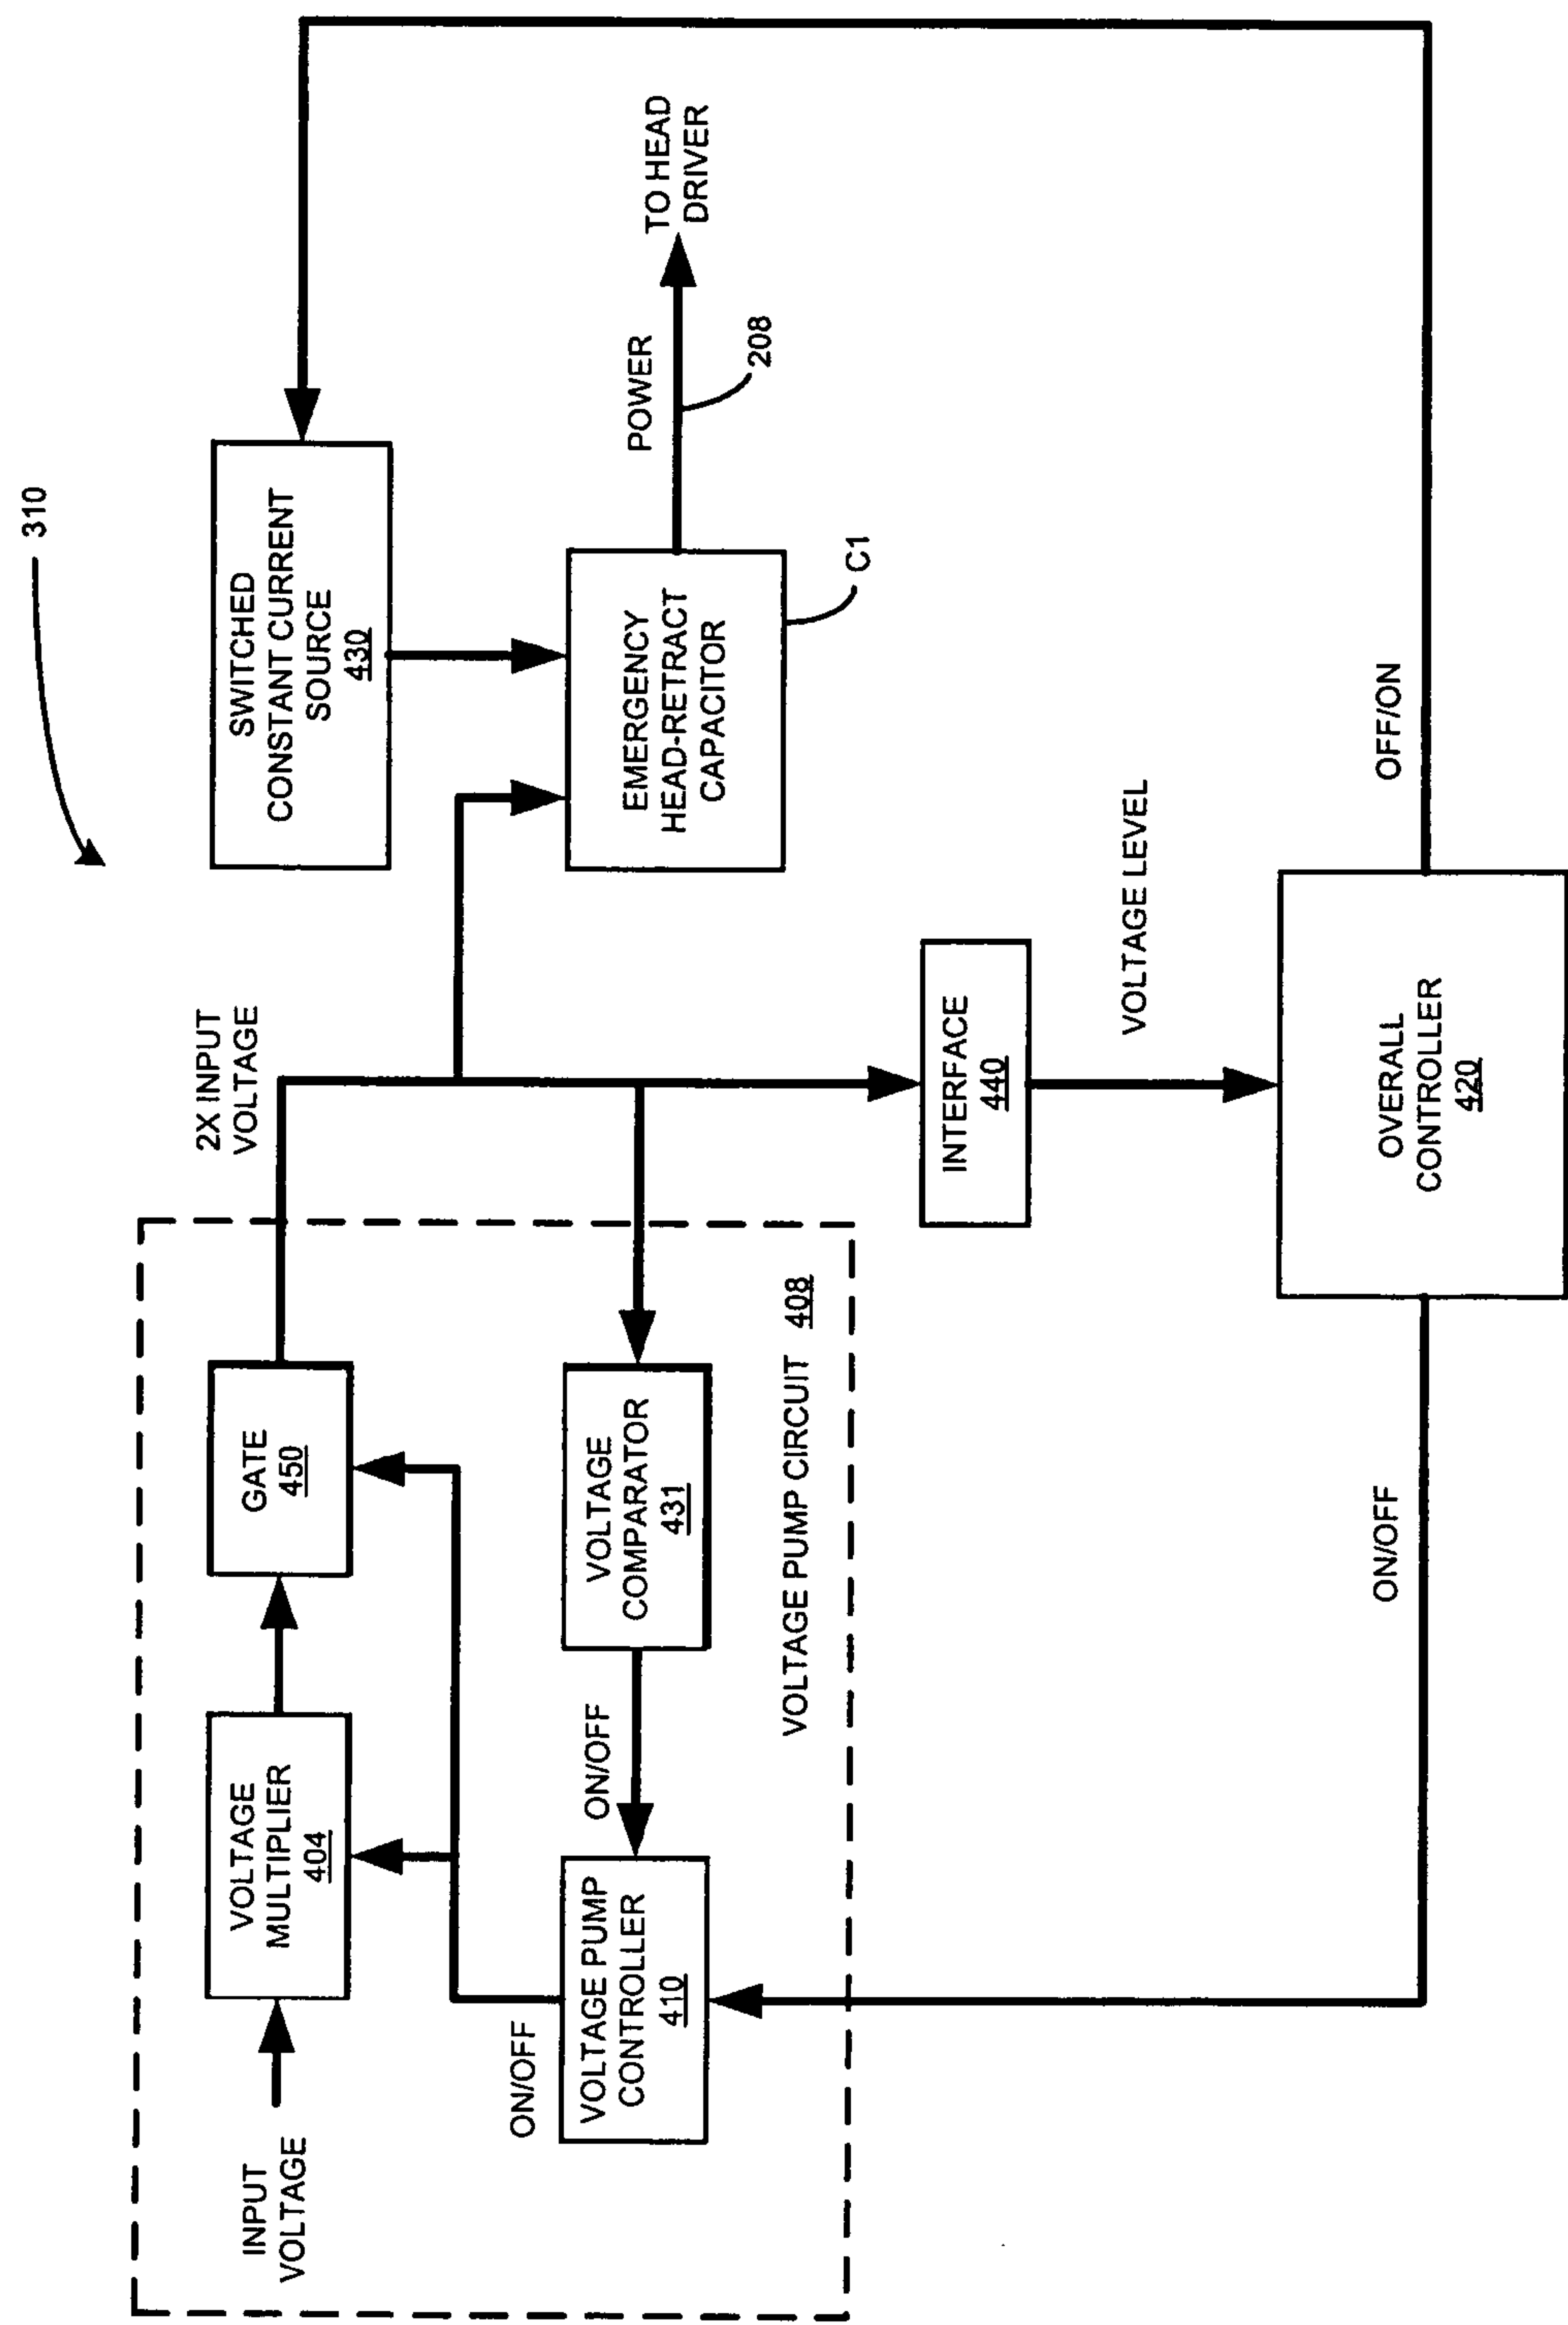 310
INPUT
VOLTAGE
VOLTAGE
MULTIPLIER
404
GATE
450
2X INPUT
VOLTAGE
SWITCHED
CONSTANT CURRENT
SOURCE
430
ON/OFF
VOLTAGE PUMP
CONTROLLER
410
ON/OFF
VOLTAGE
COMPARATOR
431
EMERGENCY
HEAD-RETRACT
CAPACITOR
C1
POWER
208
TO HEAD
DRIVER
VOLTAGE PUMP CIRCUIT 408
INTERFACE
440
VOLTAGE LEVEL
ON/OFF
OVERALL
CONTROLLER
420
OFF/ON